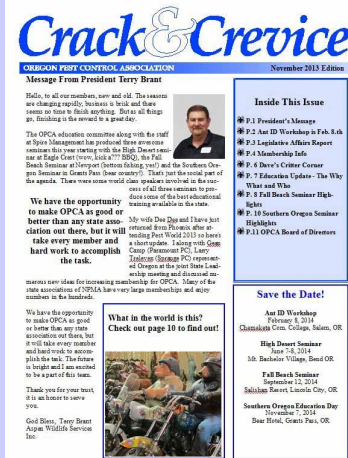 Crack & Crevice
OREGON PEST CONTROL ASSOCIATION
November 2013 Edition
Message From President Terry Brant
Hello, to all our members, new and old. The seasons
are changing rapidly, business is brisk and there
seems no time to finish anything. But as all things
go, finishing is the reward to a great day.
The OPCA education committee along with the staff
at Spice Management has produced three awesome
seminars this year starting with the High Desert semi-
nar at Eagle Crest (wow, kick a??? BBQ), the Fall
Beach Seminar at Newport (bottom fishing, yes!) and the Southern Ore-
gon Seminar in Grants Pass (bear country!). That's just the social part of
the agenda. There were some world class speakers involved in the suc-
cess of all three seminars to pro-
duce some of the best educational
training available in the state.
We have the opportunity
to make OPCA as good or
better than any state asso-
ciation out there, but it will
take every member and
hard work to accomplish
the task.
My wife Dee Dee and I have just
returned from Phoenix after at-
tending Pest World 2013 so here's
a short update. I along with Gram
Camp (Paramount PC), Larry
Treleven (Sprague PC) represent-
ed Oregon at the joint State Lead-
ership meeting and discussed nu-
merous new ideas for increasing membership for OPCA. Many of the
state associations of NPMA have very large memberships and enjoy
numbers in the hundreds.
We have the opportunity
to make OPCA as good
or better than any state
association out there, but
it will take every member
and hard work to accom-
plish the task. The future
is bright and I am excited
to be a part of this team.
Thank you for your trust,
it is an honor to serve
you.
God Bless, Terry Brant
Aspen Wildlife Services
Inc.
What in the world is this?
Check out page 10 to find out!
Inside This Issue
P.1 President's Message
P.2 Ant ID Workshop is Feb. 8.th
P.3 Legislative Affairs Report
P.4 Membership Info
P. 6 Dave's Critter Corner
P. 7 Education Update - The Why
What and Who
P. 8 Fall Beach Seminar High-
lights
P. 10 Southern Oregon Seminar
Highlights
P.11 OPCA Board of Directors
Save the Date!
Ant ID Workshop
February 8, 2014
Chemeketa Com. College, Salem, OR
High Desert Seminar
June 7-8, 2014
Mt. Bachelor Village, Bend OR
Fall Beach Seminar
September 12, 2014
Salishan Resort, Lincoln City, OR
Southern Oregon Education Day
November 7, 2014
Bear Hotel, Grants Pass, OR